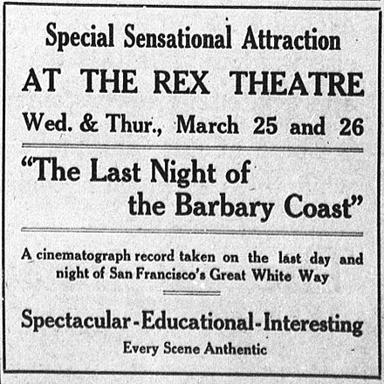 Special Sensational Attraction
AT THE REX THEATRE
Wed. & Thur., March 25 and 26
"The Last Night of
the Barbary Coast"
A cinematograph record taken on the last day and
night of San Francisco's Great White Way
Spectacular-Educational-Interesting
Every Scene Anthentic